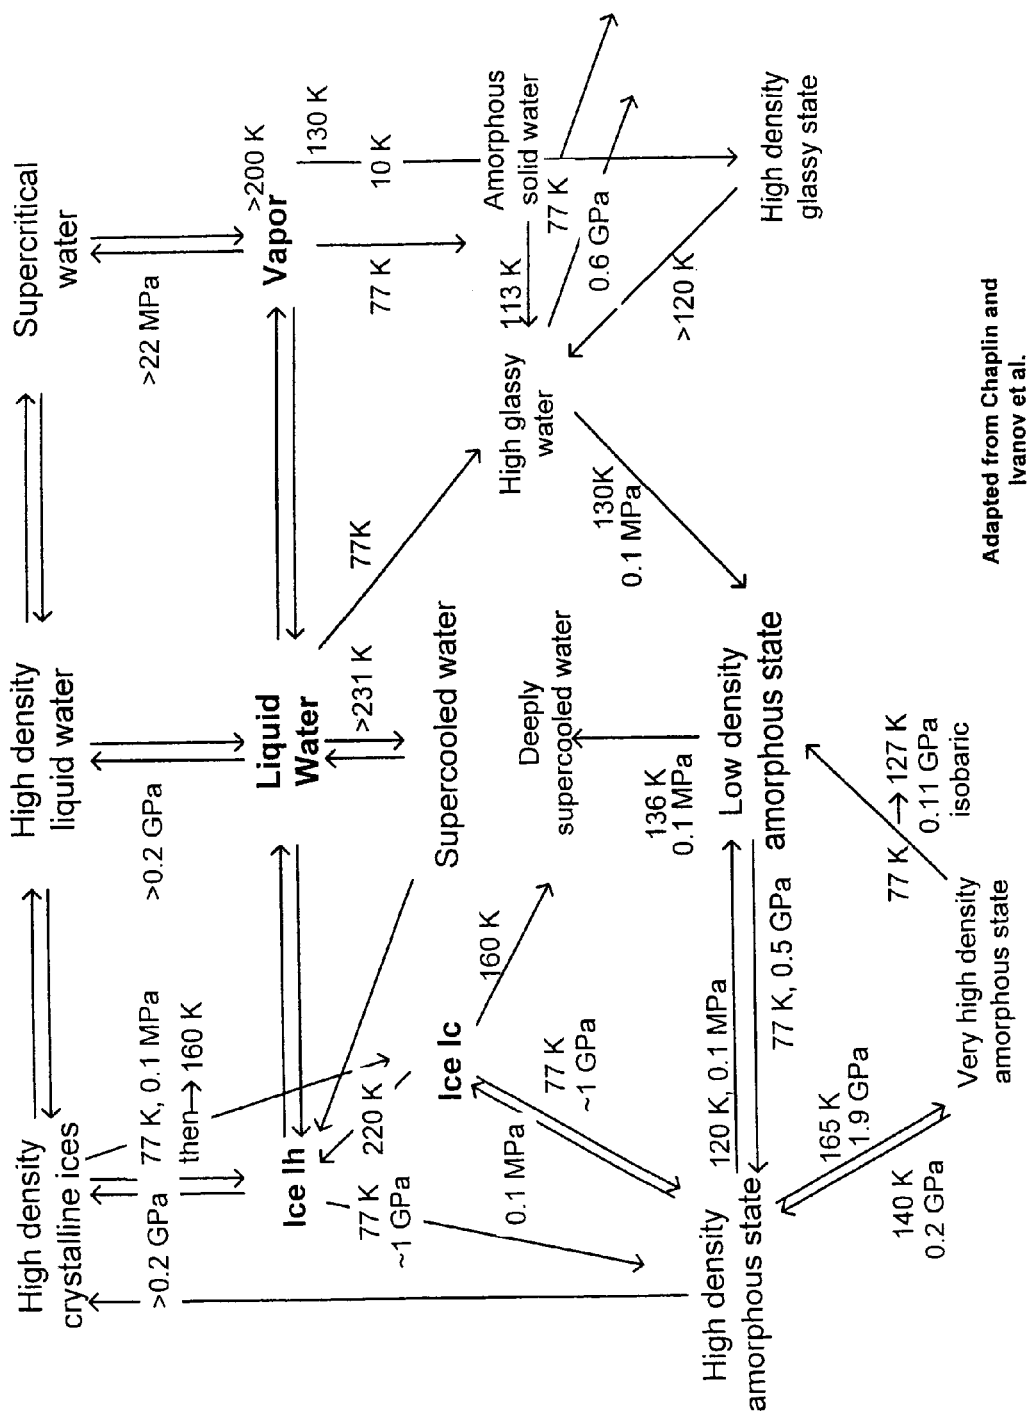 High density
crystalline ices
High density
liquid water
Supercritical
water
>0.2 GPa
77 K, 0.1 MPa
then→160 K
>0.2 GPa
>22 MPa
Ice Ih
Liquid
Water
Vapor
>200 K
77 K
~1 GPa
220 K
>231 K
77K
77 K
10 K
130 K
Ice Ic
Supercooled water
160 K
0.1 MPa
77 K
~1 GPa
Deeply
supercooled water
High glassy
water
113 K
Amorphous
solid water
77 K
0.6 GPa
130K
0.1 MPa
>120 K
136 K
0.1 MPa
High density
amorphous state
120 K, 0.1 MPa
77 K, 0.5 GPa
Low density
amorphous state
High density
glassy state
165 K
1.9 GPa
140 K
0.2 GPa
77 K → 127 K
0.11 GPa
isobaric
Very high density
amorphous state
Adapted from Chaplin and
Ivanov et al.